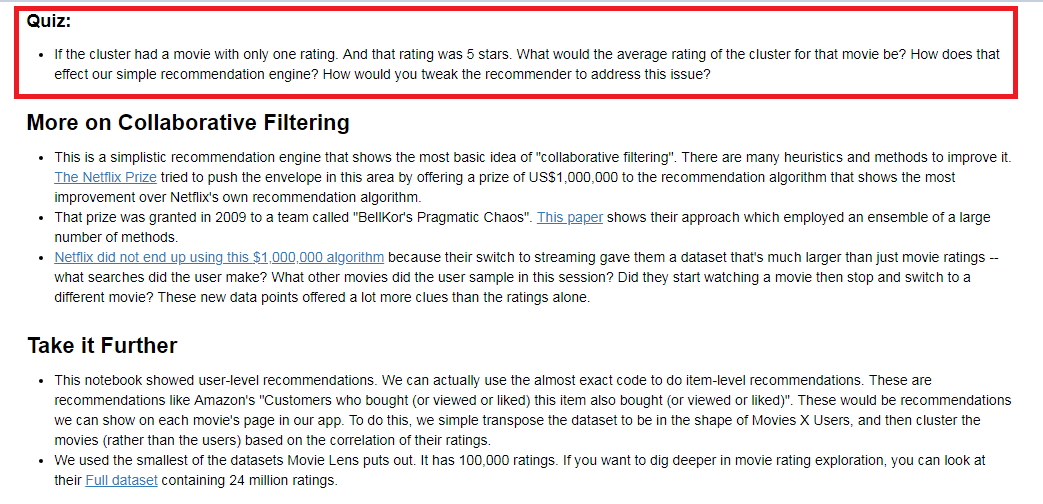 Quiz:
If the cluster had a movie with only one rating. And that rating was 5 stars. What would the average rating of the cluster for that movie be? How does that
effect our simple recommendation engine? How would you tweak the recommender to address this issue?
More on Collaborative Filtering
This is a simplistic recommendation engine that shows the most basic idea of "collaborative filtering". There are many heuristics and methods to improve it.
The Netflix Prize tried to push the envelope in this area by offering a prize of US$1,000,000 to the recommendation algorithm that shows the most
improvement over Netflix's own recommendation algorithm.
That prize was granted in 2009 to a team called "BellKor's Pragmatic Chaos". This paper shows their approach which employed an ensemble of a large
number of methods.
Netflix did not end up using this $1,000,000 algorithm because their switch to streaming gave them a dataset that's much larger than just movie ratings --
what searches did the user make? What other movies did the user sample in this session? Did they start watching a movie then stop and switch to a
different movie? These new data points offered a lot more clues than the ratings alone.
Take it Further
This notebook showed user-level recommendations. We can actually use the almost exact code to do item-level recommendations. These are
recommendations like Amazon's "Customers who bought (or viewed or liked) this item also bought (or viewed or liked)". These would be recommendations
we can show on each movie's page in our app. To do this, we simple transpose the dataset to be in the shape of Movies X Users, and then cluster the
movies (rather than the users) based on the correlation of their ratings.
We used the smallest of the datasets Movie Lens puts out. It has 100,000 ratings. If you want to dig deeper in movie rating exploration, you can look at
their Full dataset containing 24 million ratings.